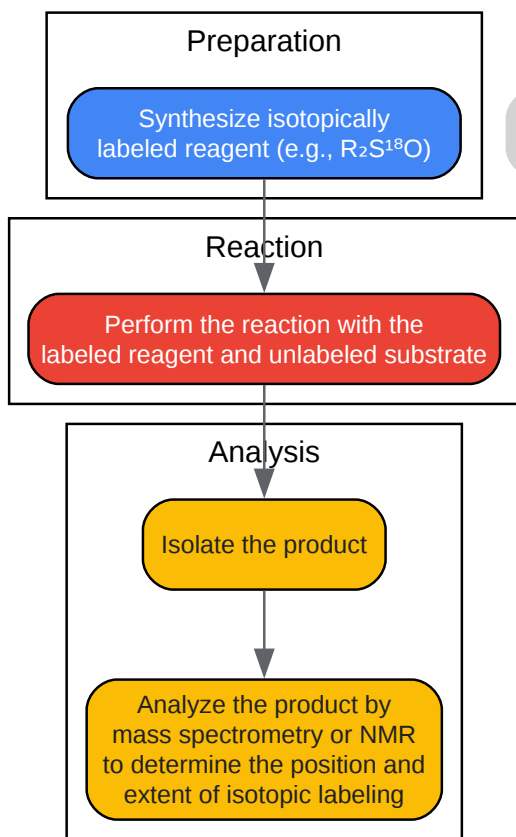 Preparation
Synthesize isotopically
labeled reagent (e.g., R₂S¹⁸O)
Reaction
Perform the reaction with the
labeled reagent and unlabeled substrate
Analysis
Isolate the product
Analyze the product by
mass spectrometry or NMR
to determine the position and
extent of isotopic labeling